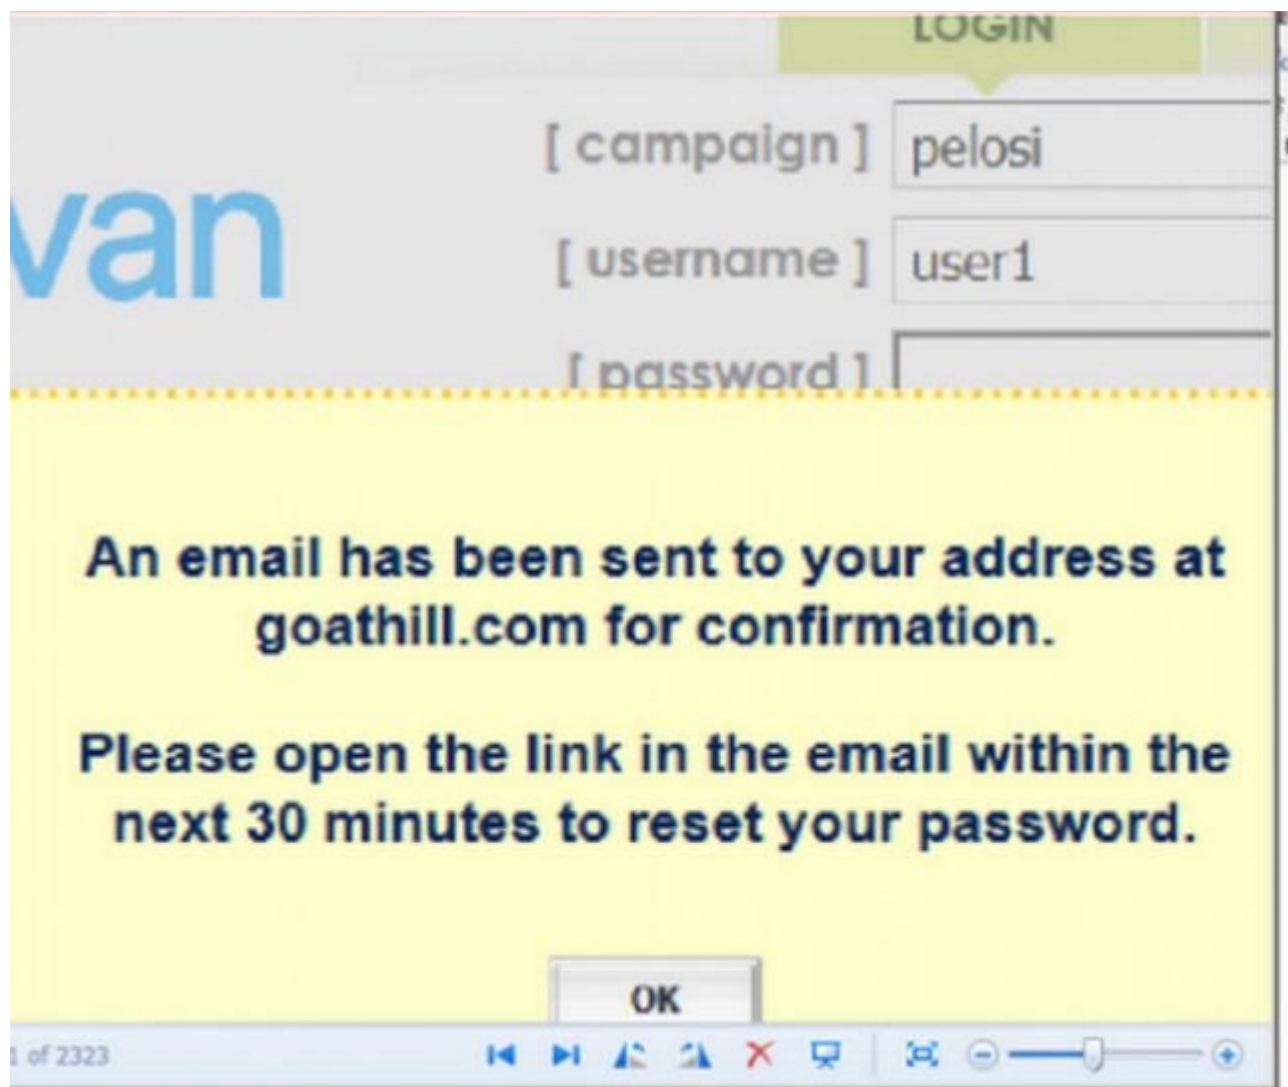 LOGIN
[ campaign ] pelosi
van
[ username ] user1
[ password ]
An email has been sent to your address at
goathill.com for confirmation.
Please open the link in the email within the
next 30 minutes to reset your password.
OK
1 of 2323